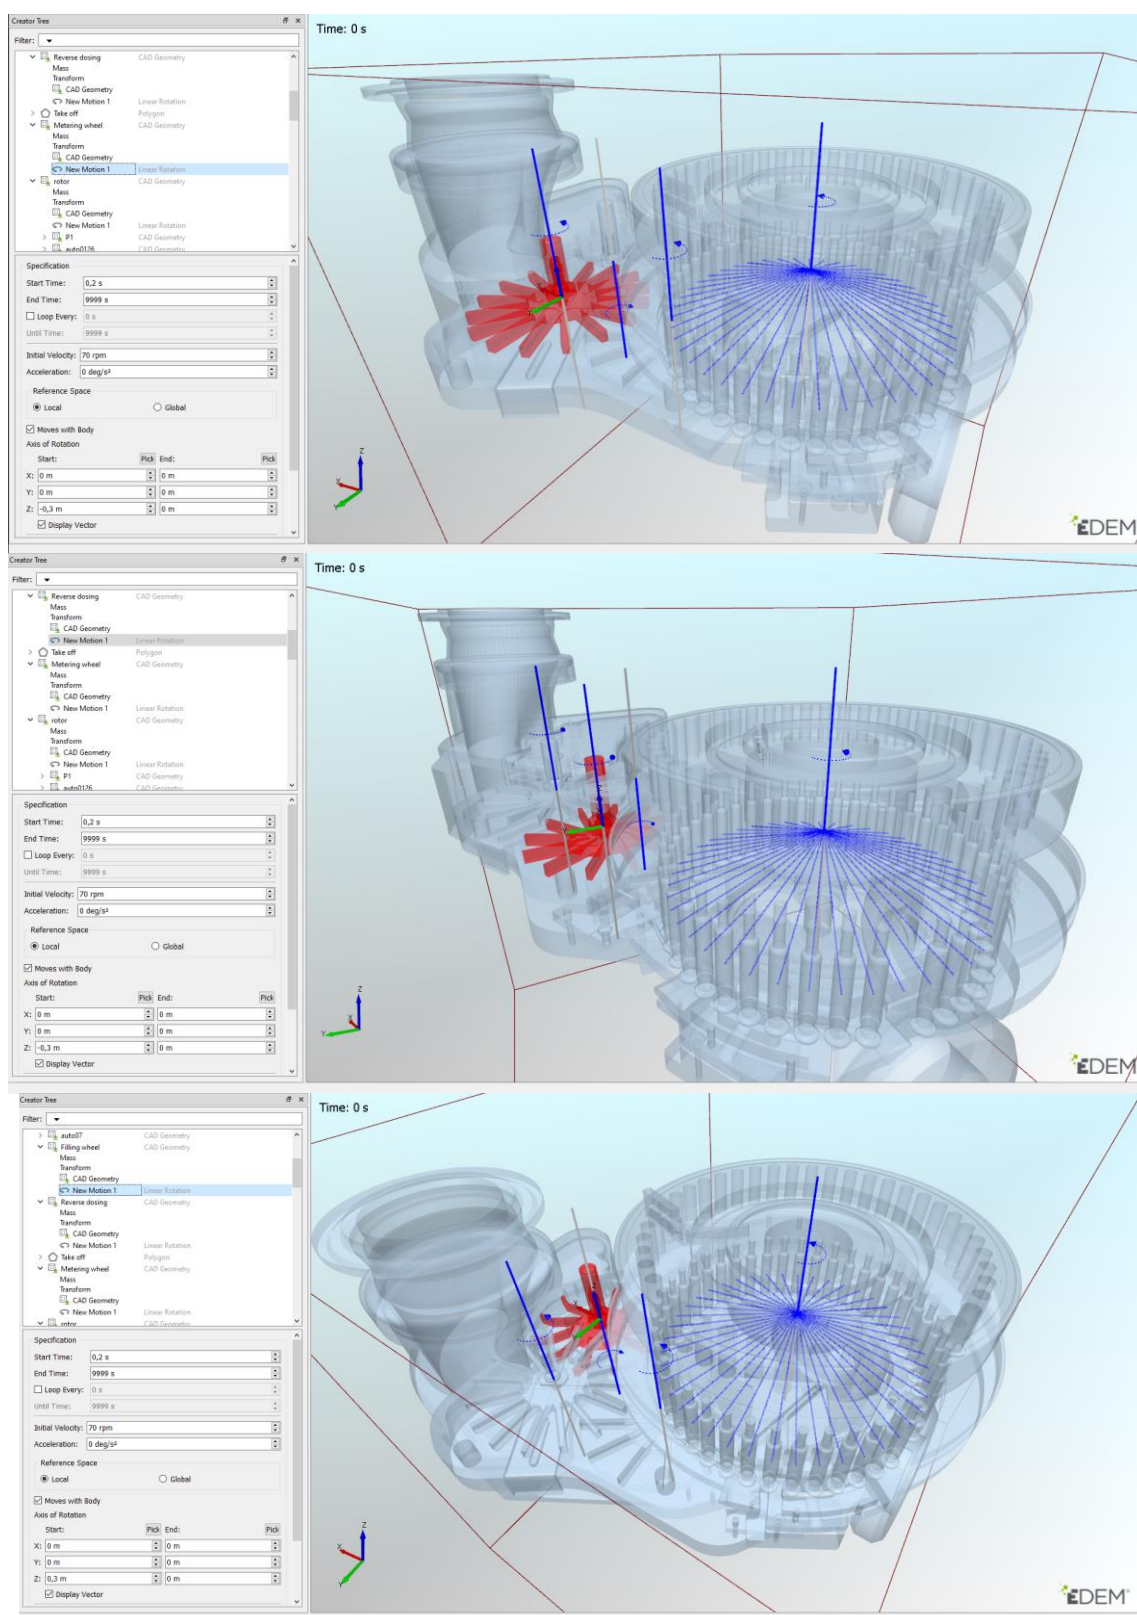 Creator Tree
Time: 0 s
Filter:
Reverse dosing CAD Geometry
Mass
Transform
CAD Geometry
New Motion 1 Linear Rotation
Take off Polygon
Metering wheel CAD Geometry
Mass
Transform
CAD Geometry
New Motion 1 Linear Rotation
rotor CAD Geometry
Mass
Transform
CAD Geometry
New Motion 1 Linear Rotation
P1 CAD Geometry
auto0126 CAD Geometry
Specification
Start Time: 0,2 s
End Time: 9999 s
Loop Every: 0 s
Until Time: 9999 s
Initial Velocity: 70 rpm
Acceleration: 0 deg/s²
Reference Space
Local Global
Moves with Body
Axis of Rotation
Start: Pick End: Pick
X: 0 m 0 m
Y: 0 m 0 m
Z: -0,3 m 0 m
Display Vector
Z
X
Y
EDEM
Creator Tree
Time: 0 s
Filter:
Reverse dosing CAD Geometry
Mass
Transform
CAD Geometry
New Motion 1 Linear Rotation
Take off Polygon
Metering wheel CAD Geometry
Mass
Transform
CAD Geometry
New Motion 1 Linear Rotation
rotor CAD Geometry
Mass
Transform
CAD Geometry
New Motion 1 Linear Rotation
P1 CAD Geometry
auto0126 CAD Geometry
Specification
Start Time: 0,2 s
End Time: 9999 s
Loop Every: 0 s
Until Time: 9999 s
Initial Velocity: 70 rpm
Acceleration: 0 deg/s²
Reference Space
Local Global
Moves with Body
Axis of Rotation
Start: Pick End: Pick
X: 0 m 0 m
Y: 0 m 0 m
Z: -0,3 m 0 m
Display Vector
Z
X
Y
EDEM
Creator Tree
Time: 0 s
Filter:
auto07 CAD Geometry
Filling wheel CAD Geometry
Mass
Transform
CAD Geometry
New Motion 1 Linear Rotation
Reverse dosing CAD Geometry
Mass
Transform
CAD Geometry
New Motion 1 Linear Rotation
Take off Polygon
Metering wheel CAD Geometry
Mass
Transform
CAD Geometry
New Motion 1 Linear Rotation
rotor CAD Geometry
Specification
Start Time: 0,2 s
End Time: 9999 s
Loop Every: 0 s
Until Time: 9999 s
Initial Velocity: 70 rpm
Acceleration: 0 deg/s²
Reference Space
Local Global
Moves with Body
Axis of Rotation
Start: Pick End: Pick
X: 0 m 0 m
Y: 0 m 0 m
Z: 0,3 m 0 m
Display Vector
Z
X
Y
EDEM